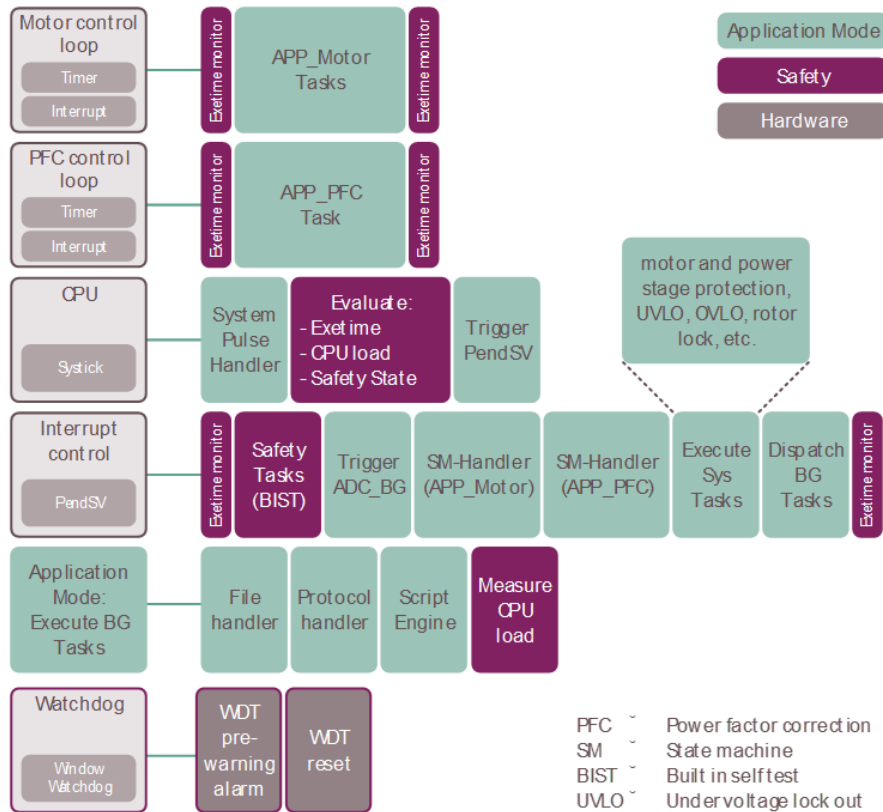 Motor control
loop
Timer
Interrupt
Exetime monitor
APP_Motor
Tasks
Exetime monitor
Application Mode
Safety
Hardware
PFC control
loop
Timer
Interrupt
Exetime monitor
APP_PFC
Task
Exetime monitor
motor and power
stage protection,
UVLO, OVLO, rotor
lock, etc.
CPU
Systick
System
Pulse
Handler
Evaluate:
- Exetime
- CPU load
- Safety State
Trigger
PendSV
Interrupt
control
PendSV
Exetime monitor
Safety
Tasks
(BIST)
Trigger
ADC_BG
SM-Handler
(APP_Motor)
SM-Handler
(APP_PFC)
Execute
Sys
Tasks
Dispatch
BG
Tasks
Exetime monitor
Application
Mode:
Execute BG
Tasks
File
handler
Protocol
handler
Script
Engine
Measure
CPU
load
Watchdog
Window
Watchdog
WDT
pre-
warning
alarm
WDT
reset
PFC ˇ Power factor correction
SM ˇ State machine
BIST ˇ Built in self test
UVLO ˇ Under voltage lock out